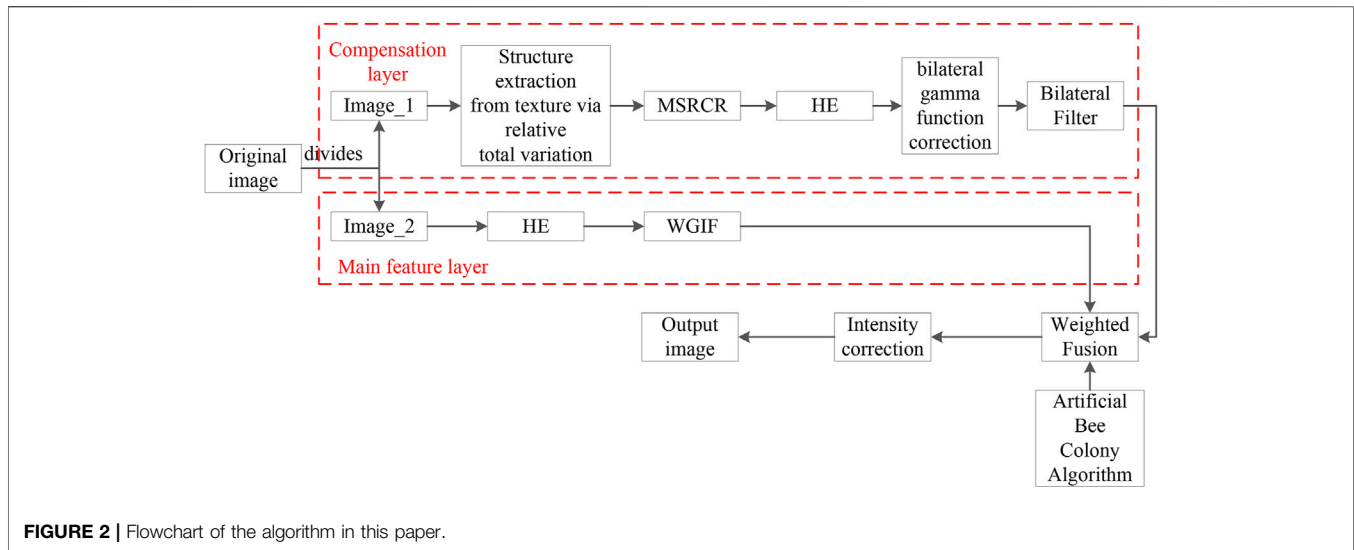 Compensation
layer
Image_1
Structure
extraction
from texture via
relative
total variation
MSRCR
HE
bilateral
gamma
function
correction
Bilateral
Filter
Original
image
divides
Image_2
HE
WGIF
Main feature layer
Output
image
Intensity
correction
Weighted
Fusion
Artificial
Bee
Colony
Algorithm
FIGURE 2 | Flowchart of the algorithm in this paper.